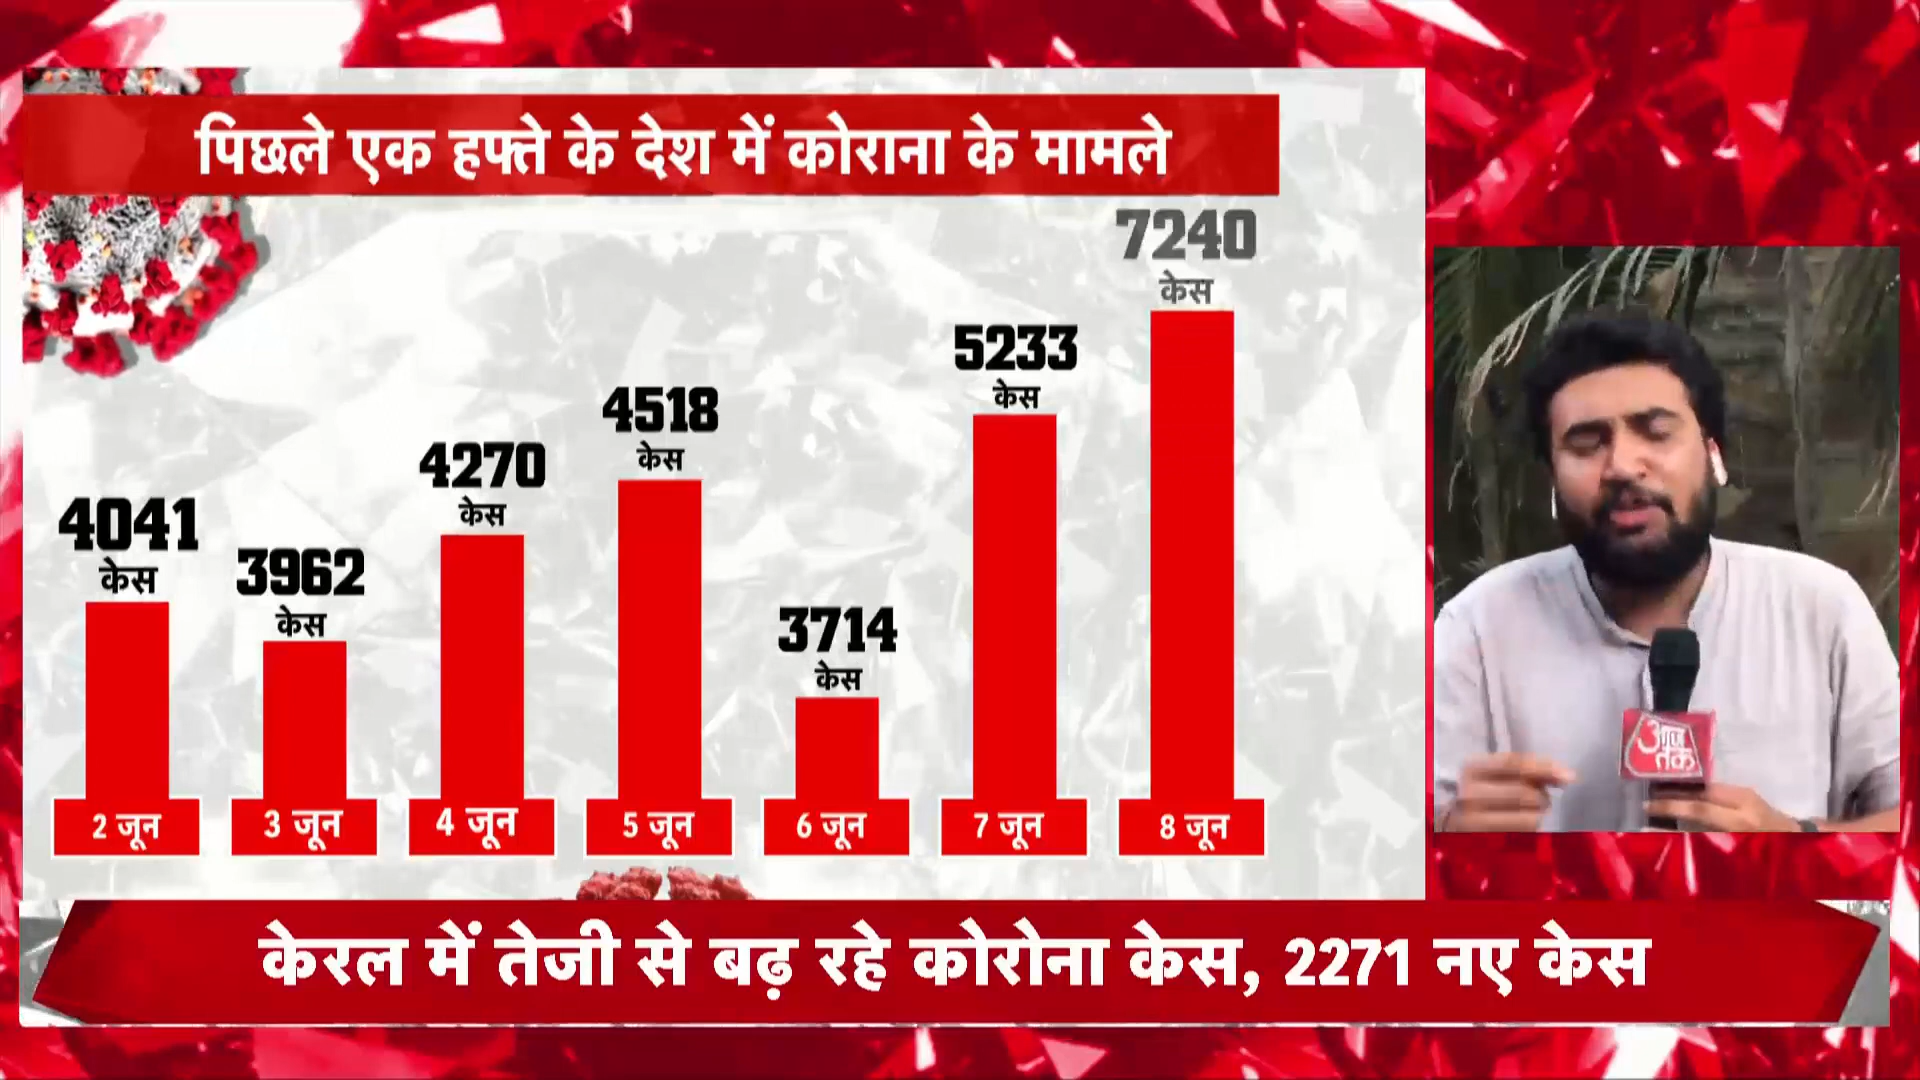 पिछले एक हफ्ते के देश में कोराना के मामले
4041
केस
3962
केस
4270
केस
4518
केस
3714
केस
5233
केस
7240
केस
2 जून
3 जून
4 जून
5 जून
6 जून
7 जून
8 जून
आज
तक
केरल में तेजी से बढ़ रहे कोरोना केस, 2271 नए केस